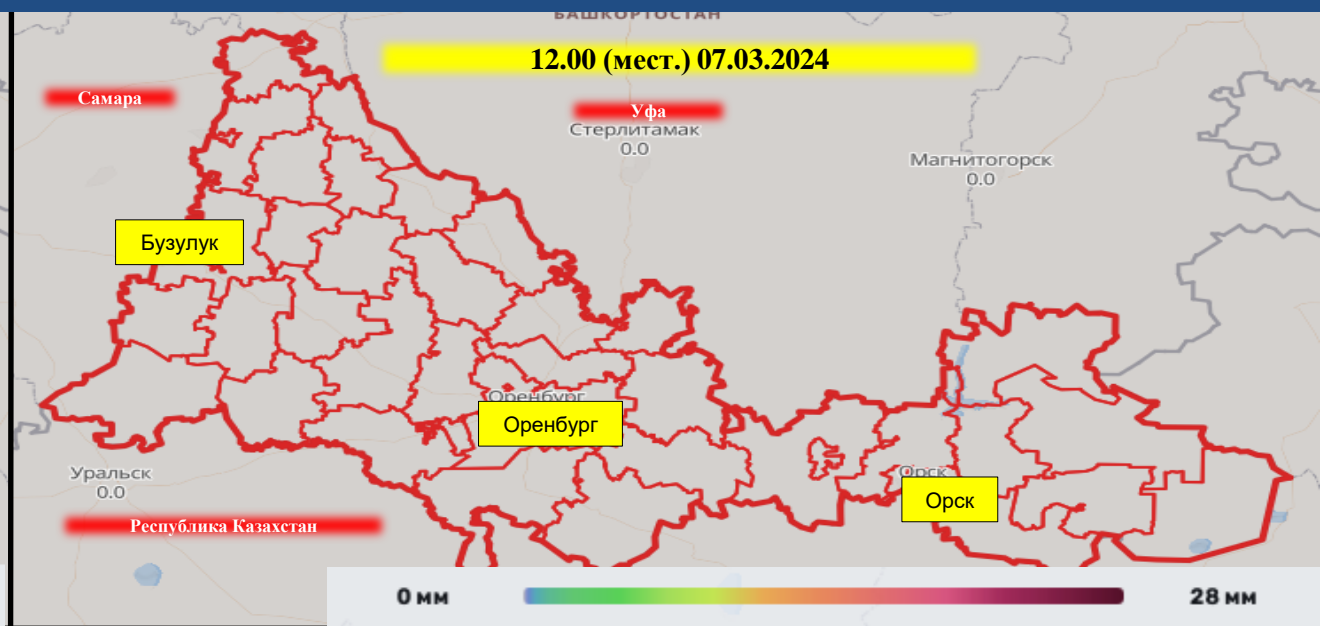 БАШКОРТОСТАН
12.00 (мест.) 07.03.2024
Самара
Уфа
Стерлитамак
0.0
Магнитогорск
0.0
Бузулук
Оренбург
Оренбург
Уральск
0.0
Орск
Орск
Республика Казахстан
0 мм
28 мм